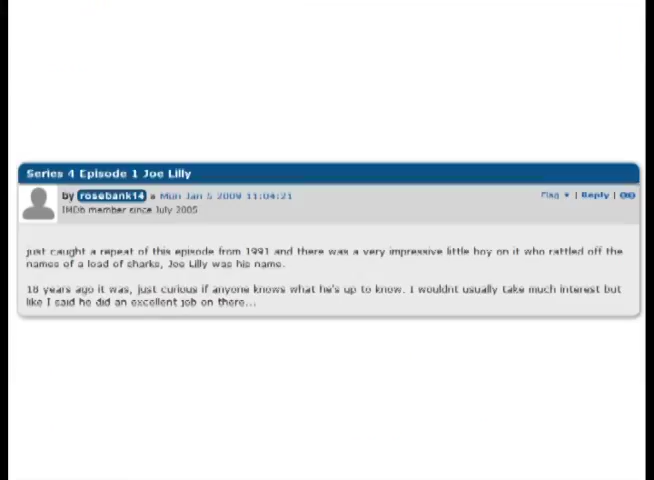 Series 4 Episode 1 Joe Lilly
by rosebank14 » Mon Jan 5 2009 11:04:21
Flag ▼ | Reply |
IMDb member since July 2005
just caught a repeat of this episode from 1991 and there was a very impressive little boy on it who rattled off the
names of a load of sharks, Joe Lilly was his name.
18 years ago it was, just curious if anyone knows what he's up to know. I wouldnt usually take much interest but
like I said he did an excellent job on there...